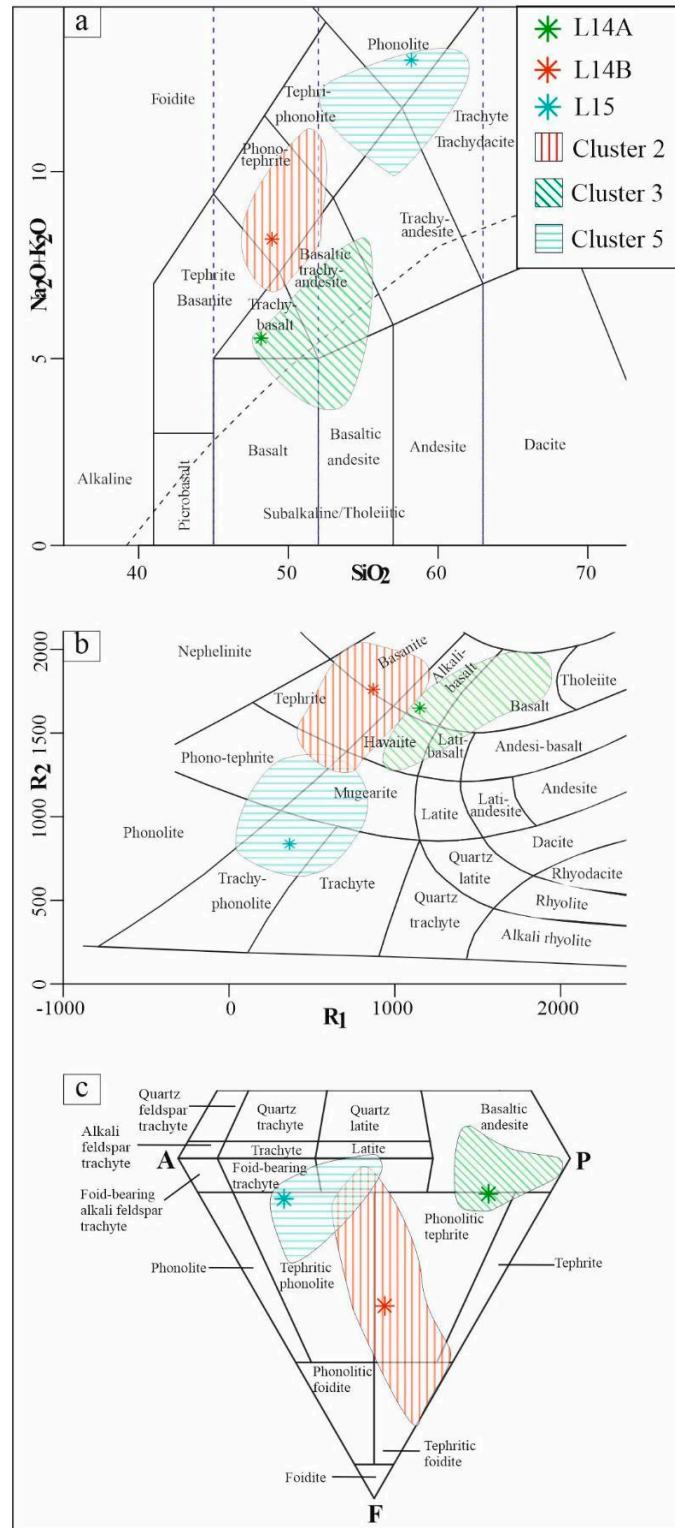 a
L14A
L14B
L15
Cluster 2
Cluster 3
Cluster 5
Na2O+K2O
10
5
0
Phonolite
Foidite
Tephri-
phonolite
Trachyte
Trachydacite
Phono-
tephrite
Trachy-
andesite
Tephrite
Basanite
Basaltic
trachy-
andesite
Trachy-
basalt
Alkaline
Picrobasalt
Basalt
Basaltic
andesite
Andesite
Dacite
Subalkaline/Tholeiitic
40
50
60
70
SiO2
b
R2
2000
1500
1000
500
0
Nephelinite
Basanite
Alkali-
basalt
Tholeiite
Tephrite
Basalt
Phono-tephrite
Havaiite
Lati-
basalt
Andesi-basalt
Mugearite
Latite
Lati-
andesite
Andesite
Phonolite
Dacite
Trachy-
phonolite
Trachyte
Quartz
latite
Rhyodacite
Quartz
trachyte
Rhyolite
Alkali rhyolite
-1000
0
1000
2000
R1
c
Quartz
feldspar
trachyte
Quartz
trachyte
Quartz
latite
Basaltic
andesite
Alkali
feldspar
trachyte
Trachyte
Latite
A
P
Foid-bearing
trachyte
Foid-bearing
alkali feldspar
trachyte
Phonolitic
tephrite
Phonolite
Tephritic
phonolite
Tephrite
Phonolitic
foidite
Tephritic
foidite
Foidite
F